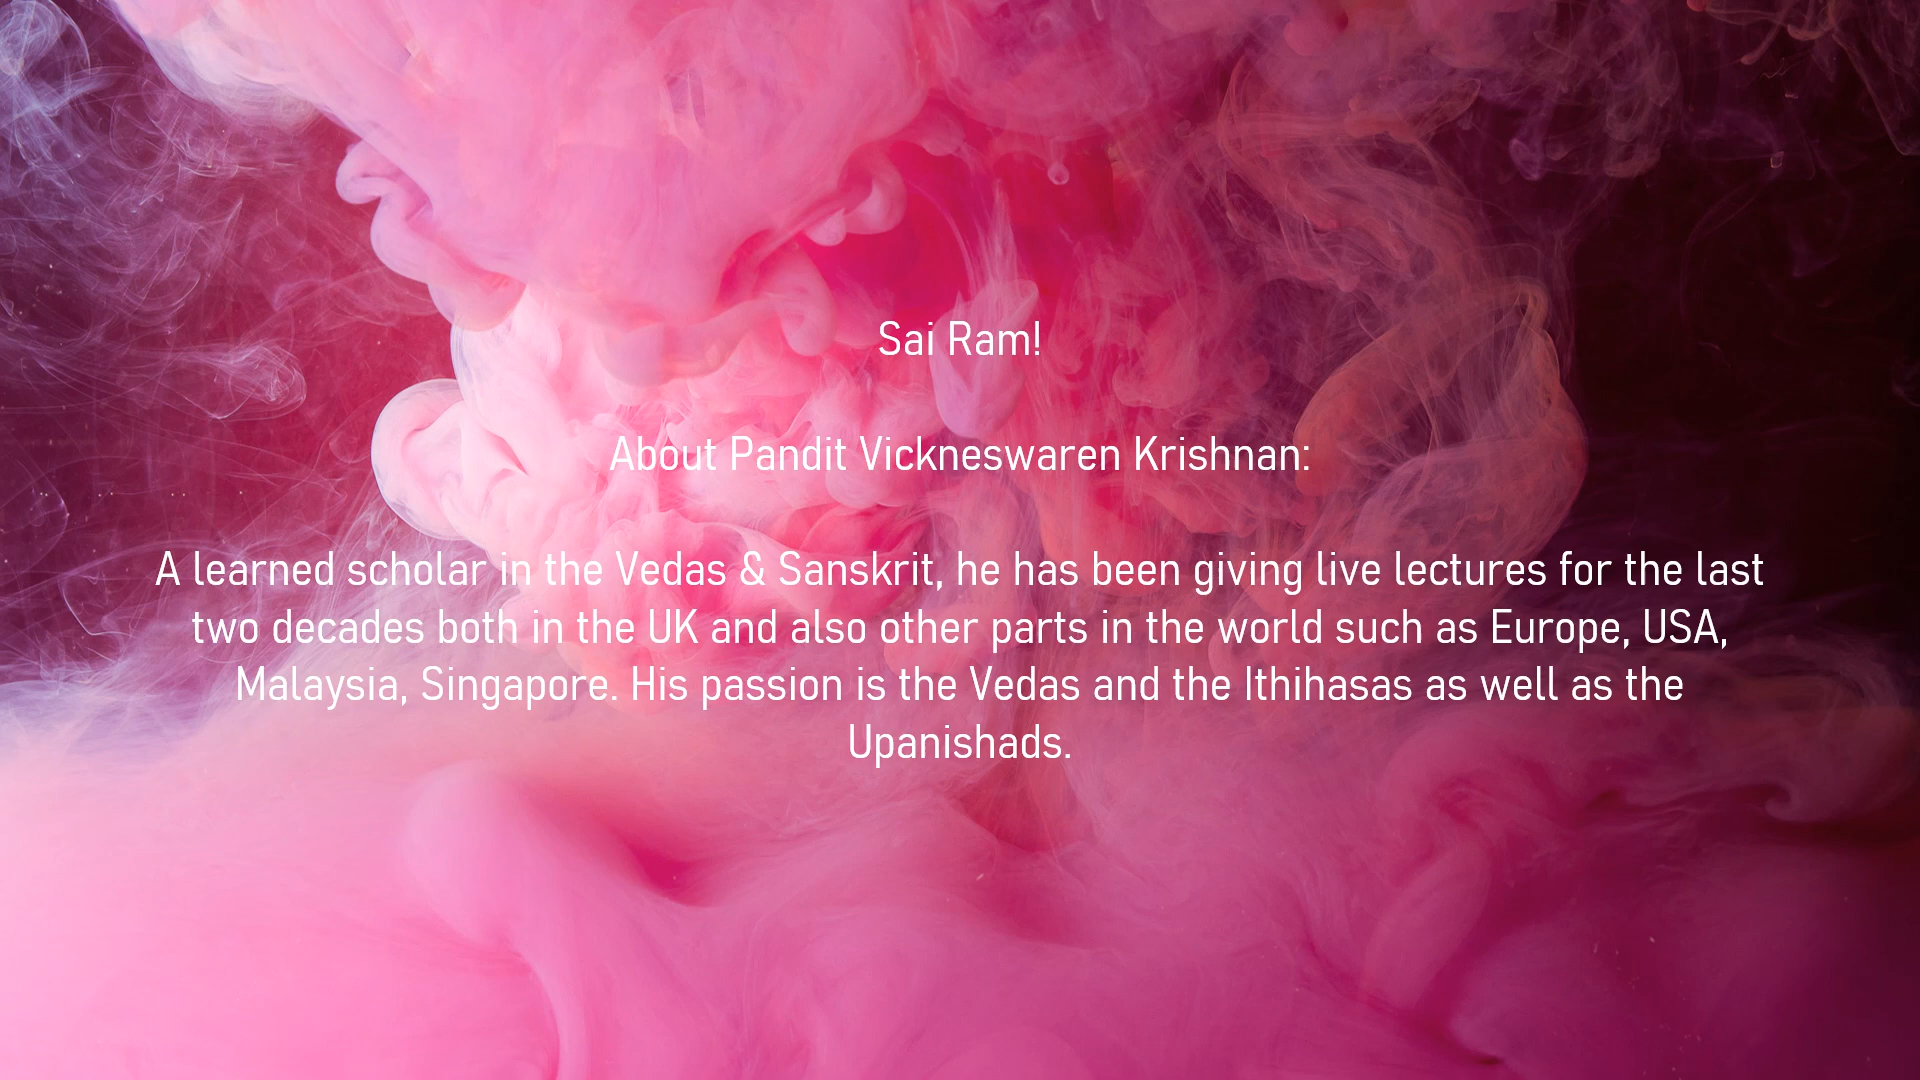 Sai Ram!
About Pandit Vickneswaren Krishnan:
A learned scholar in the Vedas & Sanskrit, he has been giving live lectures for the last
two decades both in the UK and also other parts in the world such as Europe, USA,
Malaysia, Singapore. His passion is the Vedas and the Ithihasas as well as the
Upanishads.